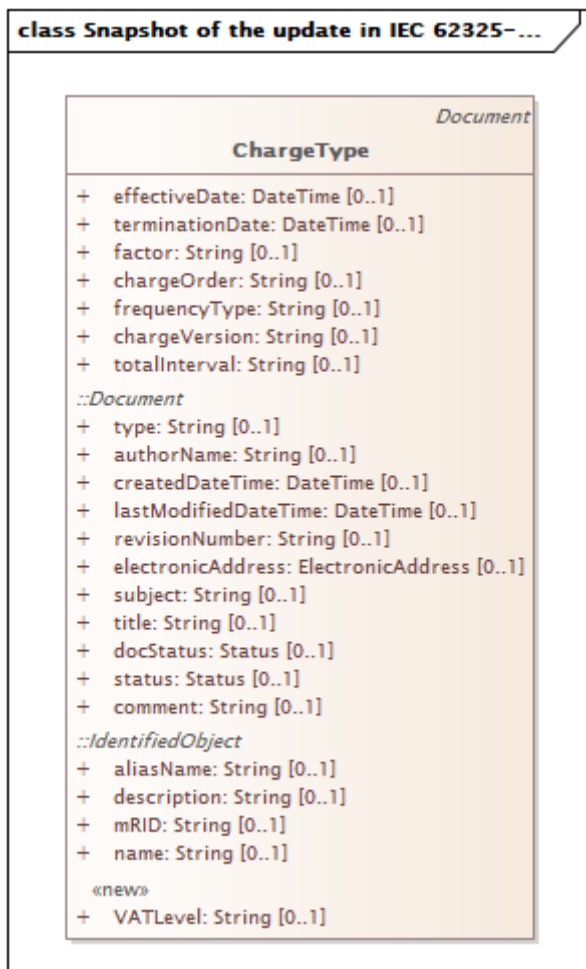 class Snapshot of the update in IEC 62325-...
Document
ChargeType
+ effectiveDate: DateTime [0..1]
+ terminationDate: DateTime [0..1]
+ factor: String [0..1]
+ chargeOrder: String [0..1]
+ frequencyType: String [0..1]
+ chargeVersion: String [0..1]
+ totalInterval: String [0..1]
::Document
+ type: String [0..1]
+ authorName: String [0..1]
+ createdDateTime: DateTime [0..1]
+ lastModifiedDateTime: DateTime [0..1]
+ revisionNumber: String [0..1]
+ electronicAddress: ElectronicAddress [0..1]
+ subject: String [0..1]
+ title: String [0..1]
+ docStatus: Status [0..1]
+ status: Status [0..1]
+ comment: String [0..1]
::IdentifiedObject
+ aliasName: String [0..1]
+ description: String [0..1]
+ mRID: String [0..1]
+ name: String [0..1]
«new»
+ VATLevel: String [0..1]